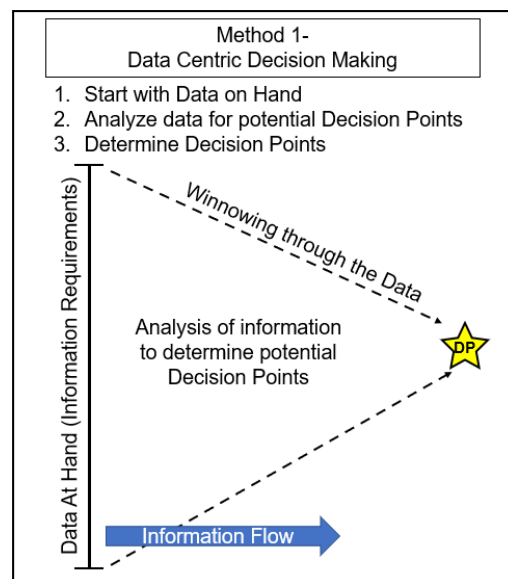 Method 1-
Data Centric Decision Making
1. Start with Data on Hand
2. Analyze data for potential Decision Points
3. Determine Decision Points
Data At Hand (Information Requirements)
Winnowing through the Data
Analysis of information
to determine potential
Decision Points
DP
Information Flow